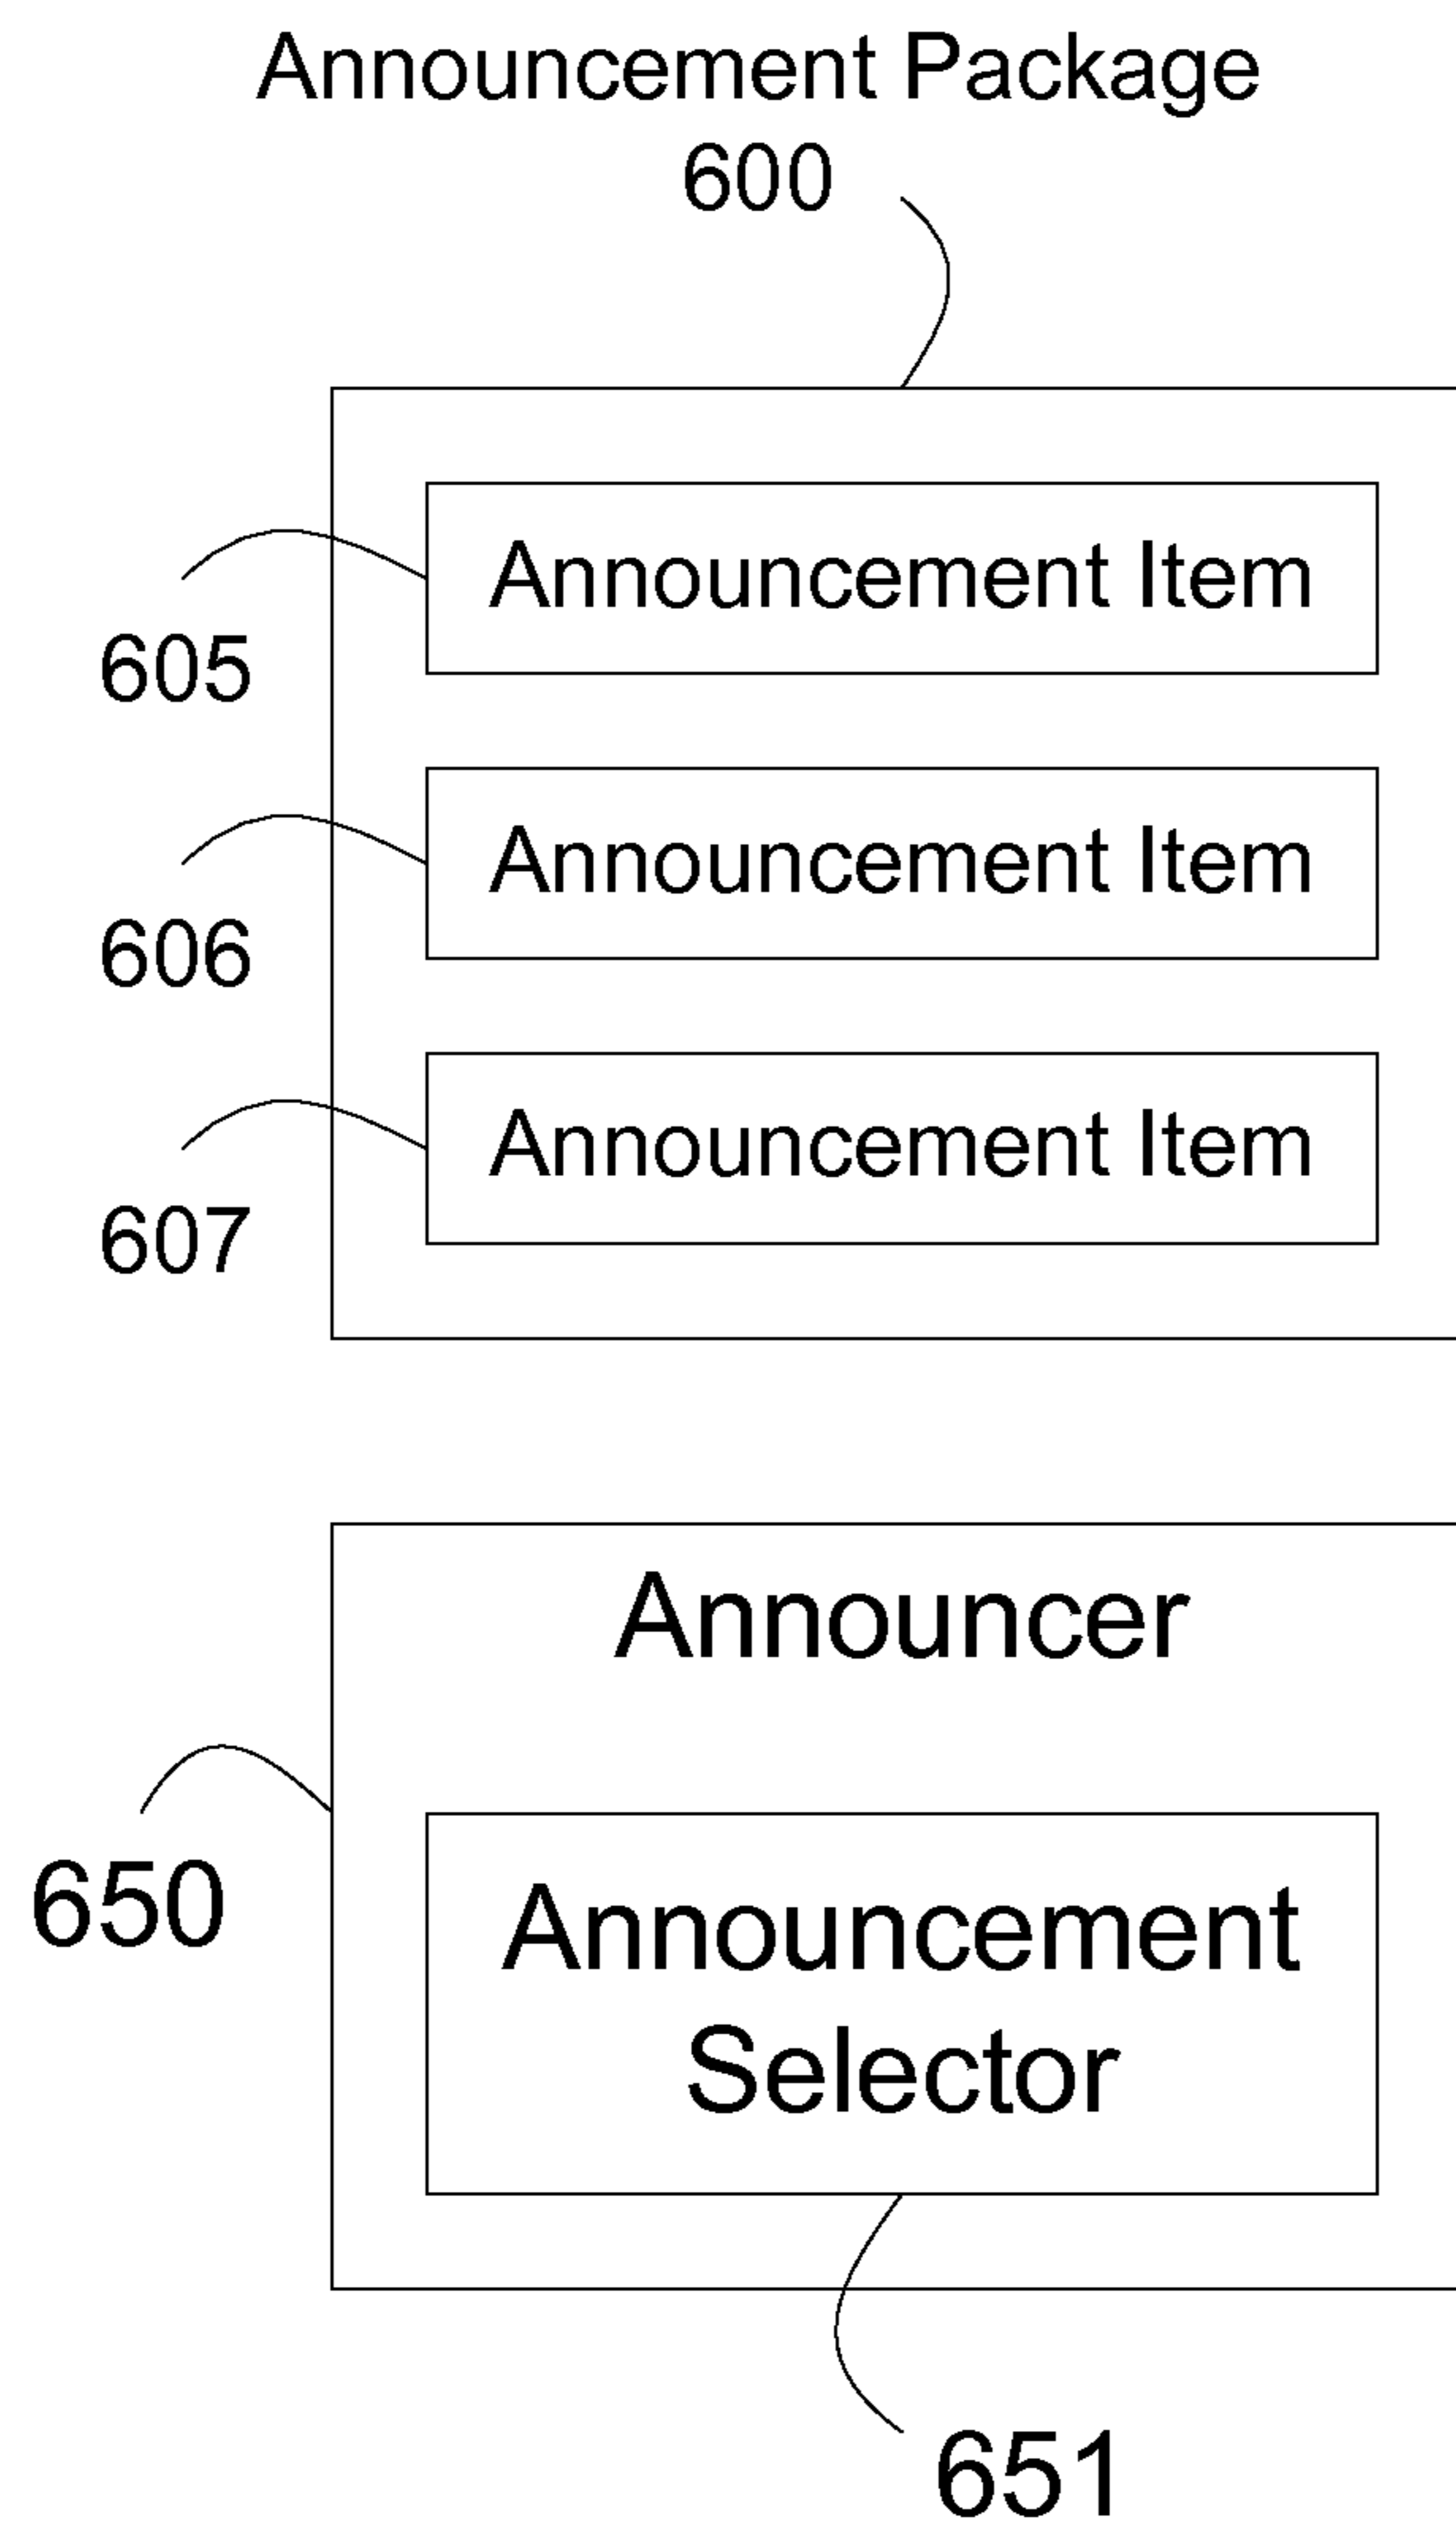 Announcement Package
600
Announcement Item
605
Announcement Item
606
Announcement Item
607
Announcer
650
Announcement
Selector
651